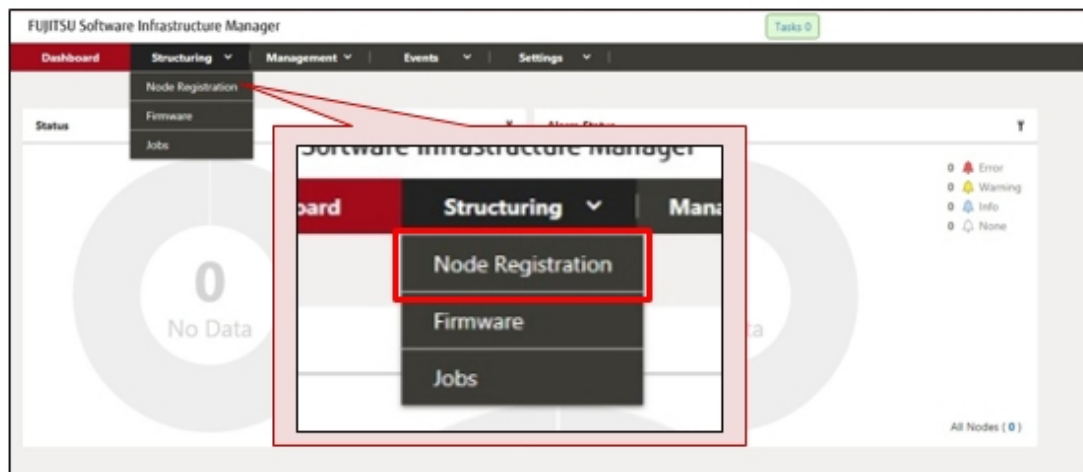 FUJITSU Software Infrastructure Manager
Tasks 0
Dashboard Structuring Management Events Settings
Node Registration
Firmware
Jobs
Status
Alarm Status
0 Error
0 Warning
0 Info
0 None
0
No Data
All Nodes ( 0 )
Software Infrastructure Manager
oard Structuring Mana
Node Registration
Firmware
Jobs
ta